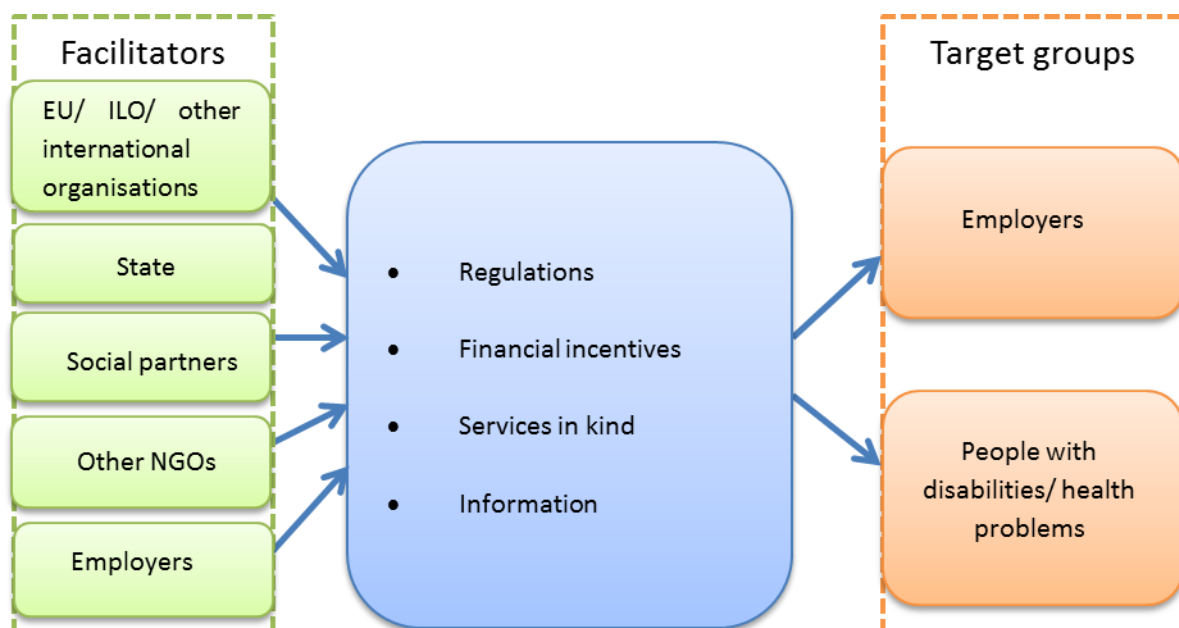 Facilitators
EU/ ILO/ other
international
organisations
State
Social partners
Other NGOs
Employers
• Regulations
• Financial incentives
• Services in kind
• Information
Target groups
Employers
People with
disabilities/ health
problems